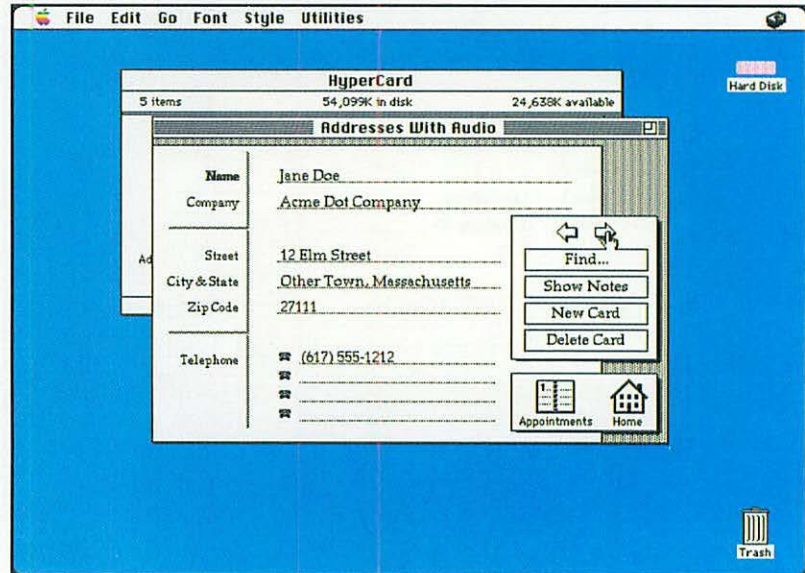 File Edit Go Font Style Utilities
Hard Disk
HyperCard
5 items 54,099K in disk 24,638K available
Addresses With Audio
Name Jane Doe
Company Acme Dot Company
Street 12 Elm Street
City & State Other Town, Massachusetts
Zip Code 27111
Telephone (617) 555-1212
Ad
Find...
Show Notes
New Card
Delete Card
1
Appointments Home
Trash